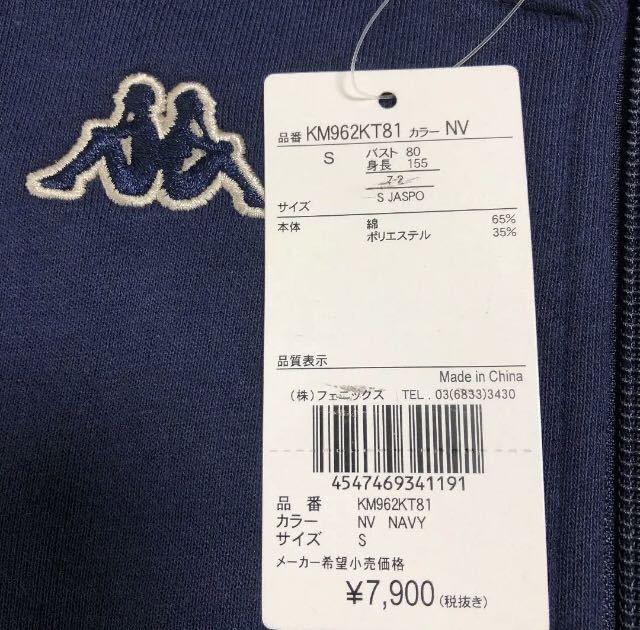 品番 KM962KT81 カラー NV
S バスト 80
身長 155
7-2
サイズ S JASPO
本体 綿 65%
ポリエステル 35%
品質表示
Made in China
(株)フェニックス TEL. 03(6833)3430
4547469341191
品 番 KM962KT81
カラー NV NAVY
サイズ S
メーカー希望小売価格
¥7,900(税抜き)